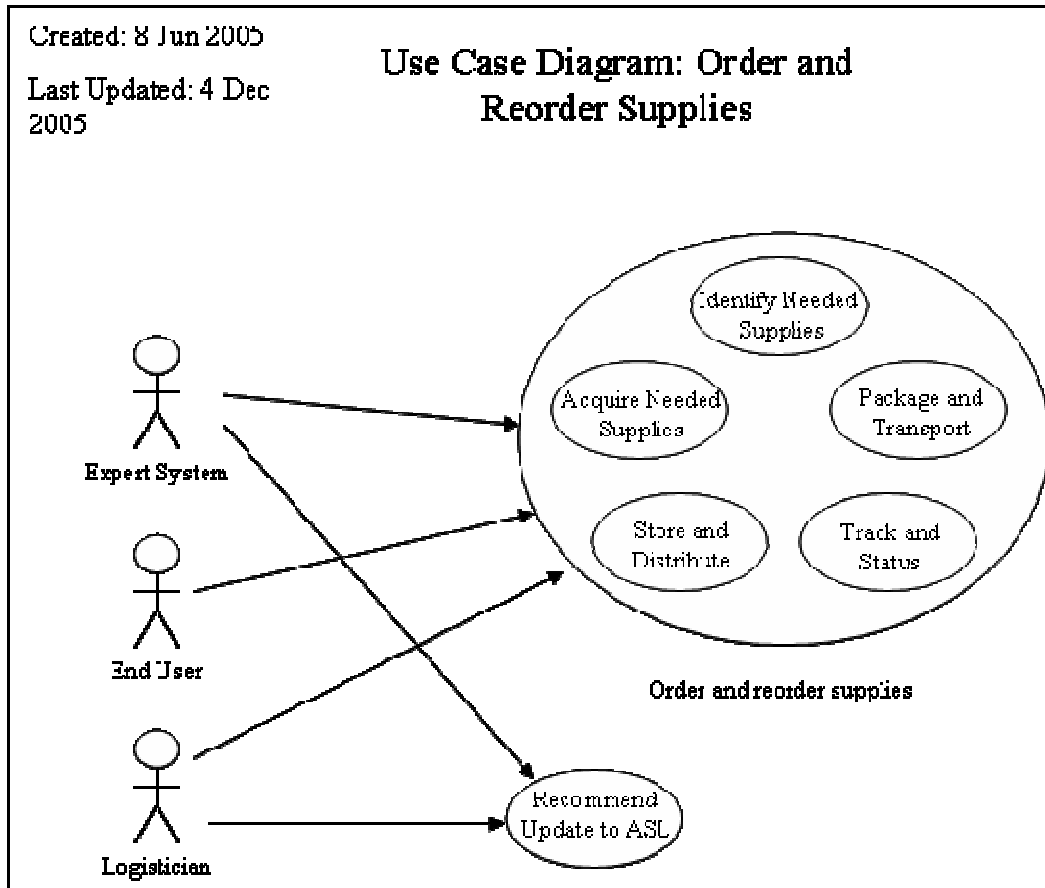 Created: 8 Jun 2005
Last Updated: 4 Dec
2005
Use Case Diagram: Order and
Reorder Supplies
Identify Needed
Supplies
Acquire Needed
Supplies
Package and
Transport
Store and
Distribute
Track and
Status
Expert System
End User
Order and reorder supplies
Recommend
Update to ASL
Logistician